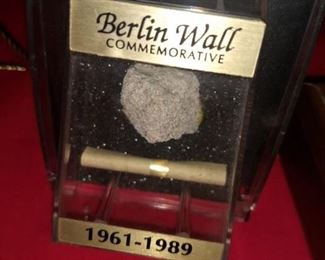 Berlin Wall
COMMEMORATIVE
1961-1989